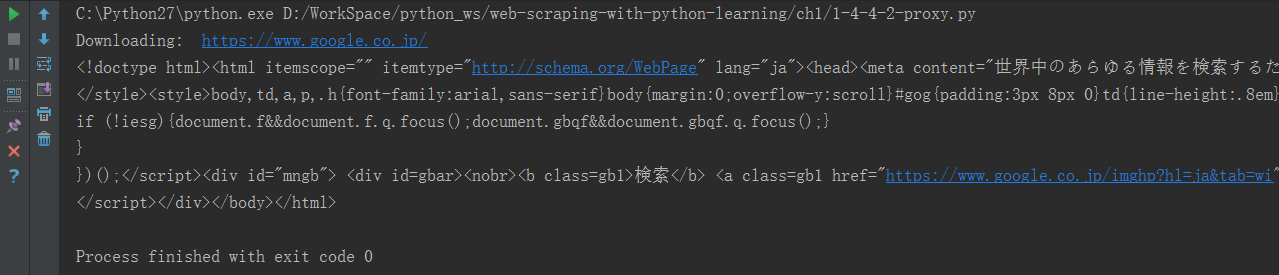 C:\Python27\python.exe D:/WorkSpace/python_ws/web-scraping-with-python-learning/ch1/1-4-4-2-proxy.py
Downloading:  https://www.google.co.jp/
<!doctype html><html itemscope="" itemtype="http://schema.org/WebPage" lang="ja"><head><meta content="世界中のあらゆる情報を検索するた
</style><style>body,td,a,p,.h{font-family:arial,sans-serif}body{margin:0;overflow-y:scroll}#gog{padding:3px 8px 0}td{line-height:.8em}
if (!iesg){document.f&&document.f.q.focus();document.gbqf&&document.gbqf.q.focus();}
}
})();</script><div id="mngb"> <div id=gbar><nobr><b class=gb1>検索</b> <a class=gb1 href="https://www.google.co.jp/imghp?hl=ja&tab=wi"
</script></div></body></html>
Process finished with exit code 0